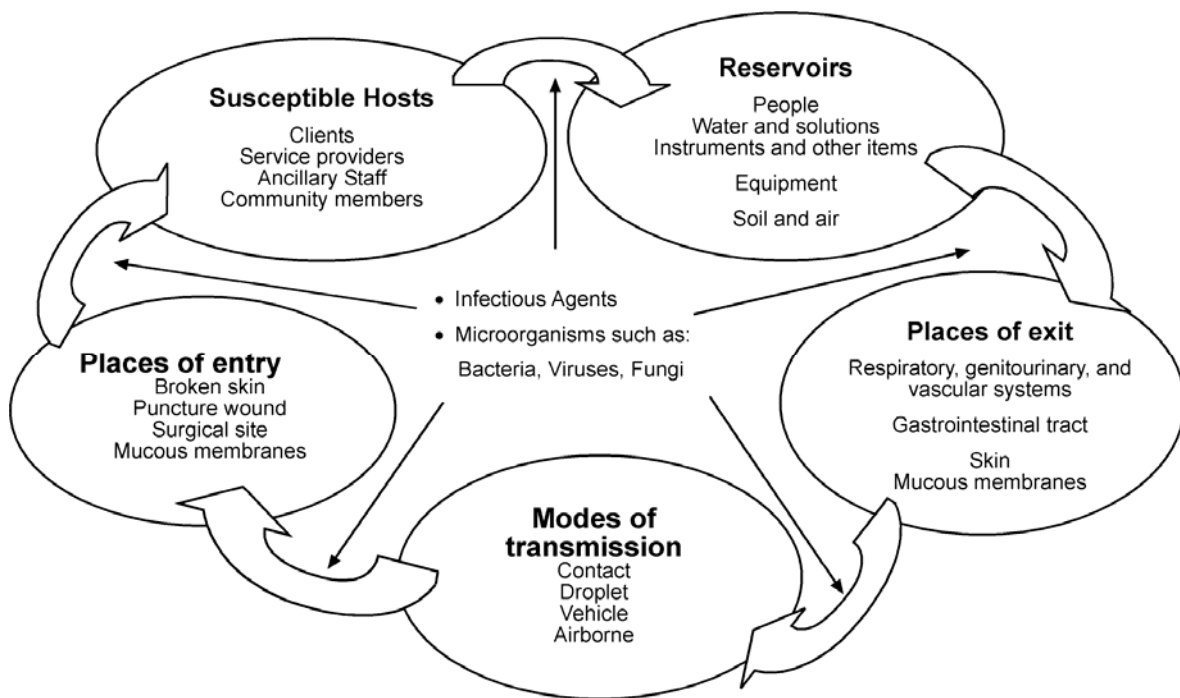 Susceptible Hosts
Clients
Service providers
Ancillary Staff
Community members
Reservoirs
People
Water and solutions
Instruments and other items
Equipment
Soil and air
• Infectious Agents
• Microorganisms such as:
Bacteria, Viruses, Fungi
Places of entry
Broken skin
Puncture wound
Surgical site
Mucous membranes
Places of exit
Respiratory, genitourinary, and
vascular systems
Gastrointestinal tract
Skin
Mucous membranes
Modes of
transmission
Contact
Droplet
Vehicle
Airborne